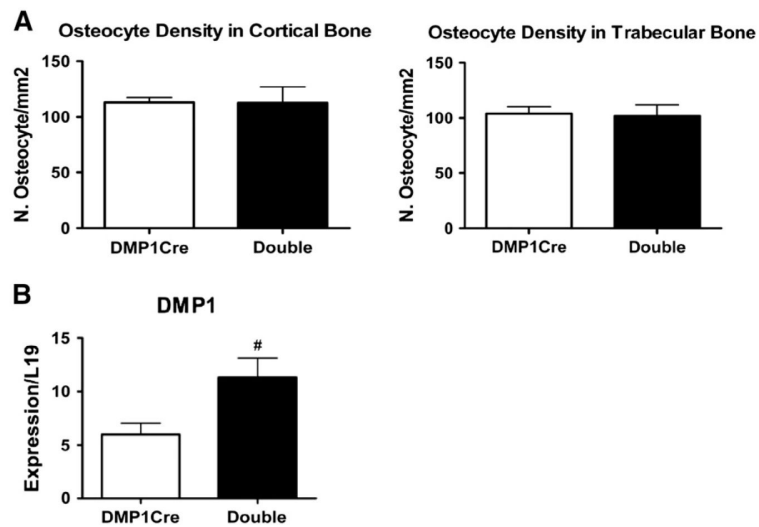 A
Osteocyte Density in Cortical Bone
N. Osteocyte/mm2
150
100
50
0
DMP1Cre
Double
Osteocyte Density in Trabecular Bone
N. Osteocyte/mm2
150
100
50
0
DMP1Cre
Double
B
DMP1
Expression/L19
15
10
5
0
#
DMP1Cre
Double